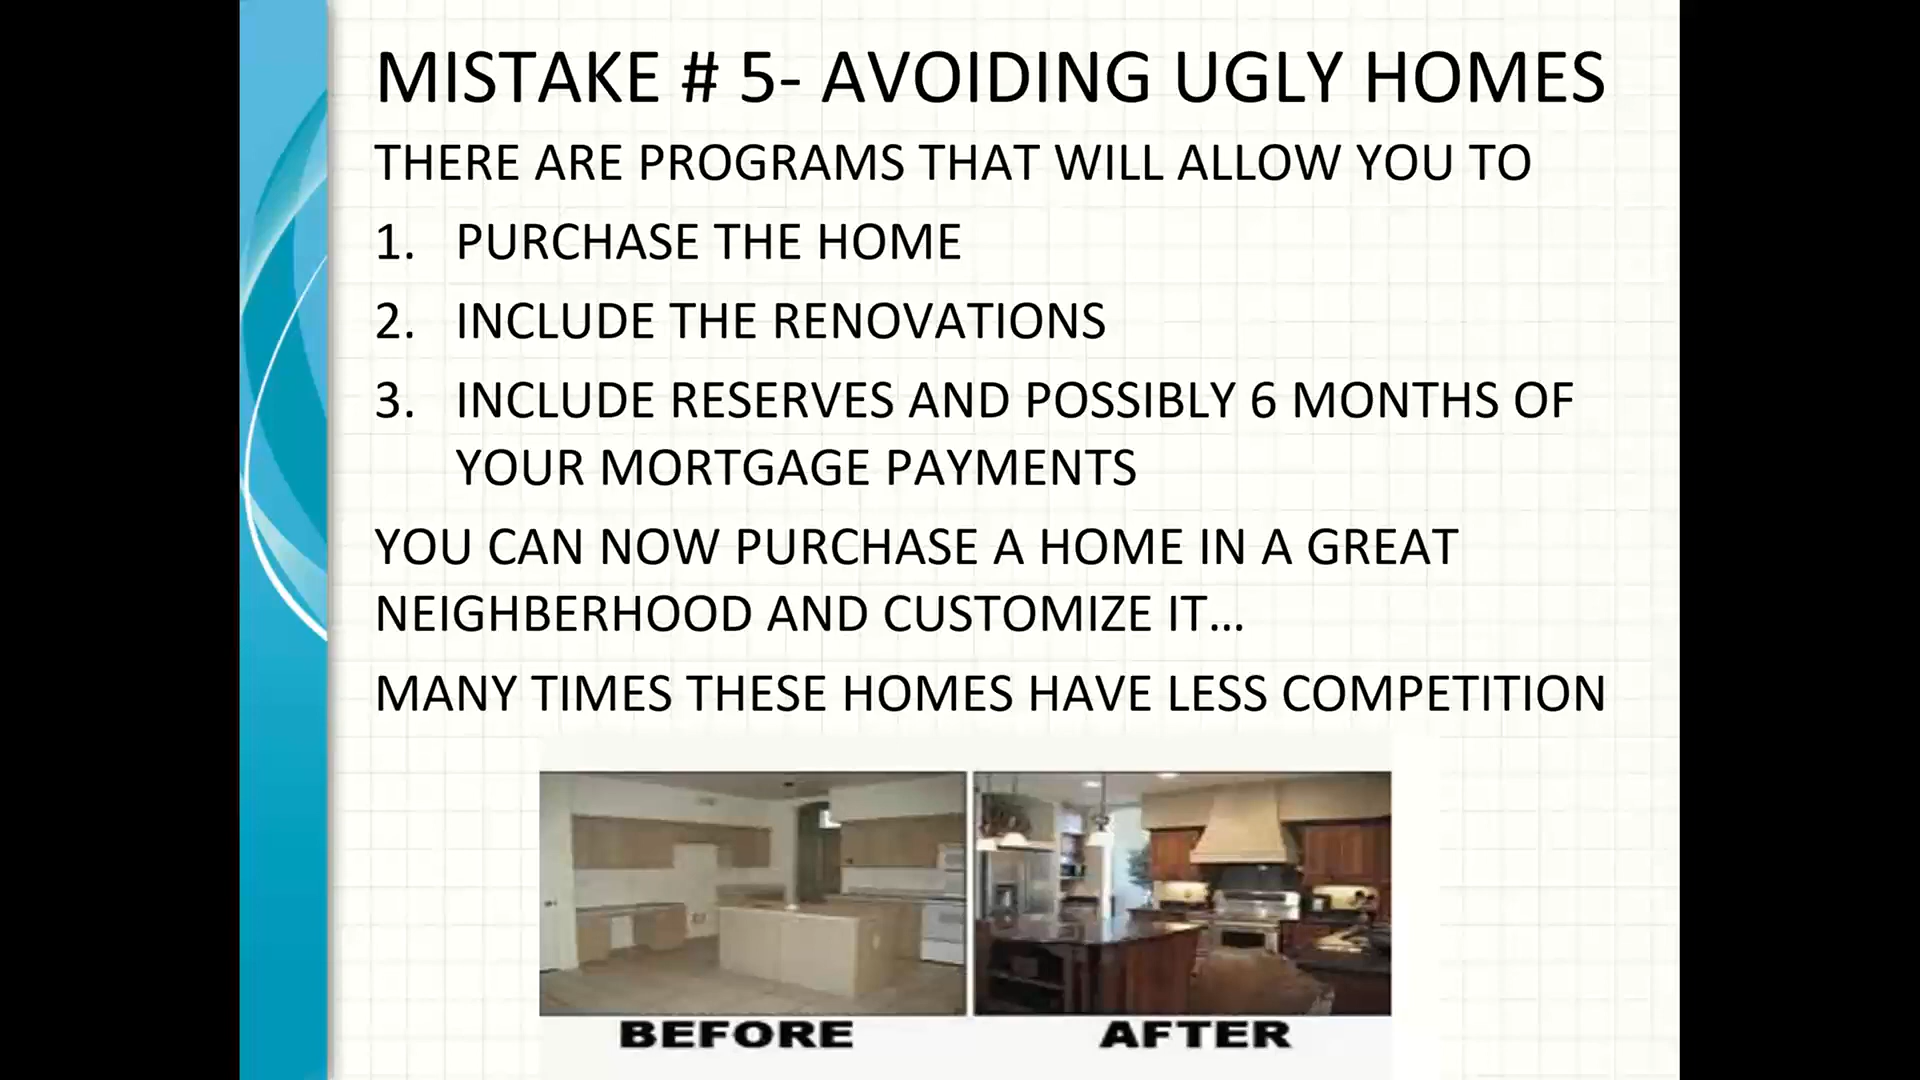 MISTAKE # 5- AVOIDING UGLY HOMES
THERE ARE PROGRAMS THAT WILL ALLOW YOU TO
1. PURCHASE THE HOME
2. INCLUDE THE RENOVATIONS
3. INCLUDE RESERVES AND POSSIBLY 6 MONTHS OF
YOUR MORTGAGE PAYMENTS
YOU CAN NOW PURCHASE A HOME IN A GREAT
NEIGHBERHOOD AND CUSTOMIZE IT…
MANY TIMES THESE HOMES HAVE LESS COMPETITION
BEFORE AFTER